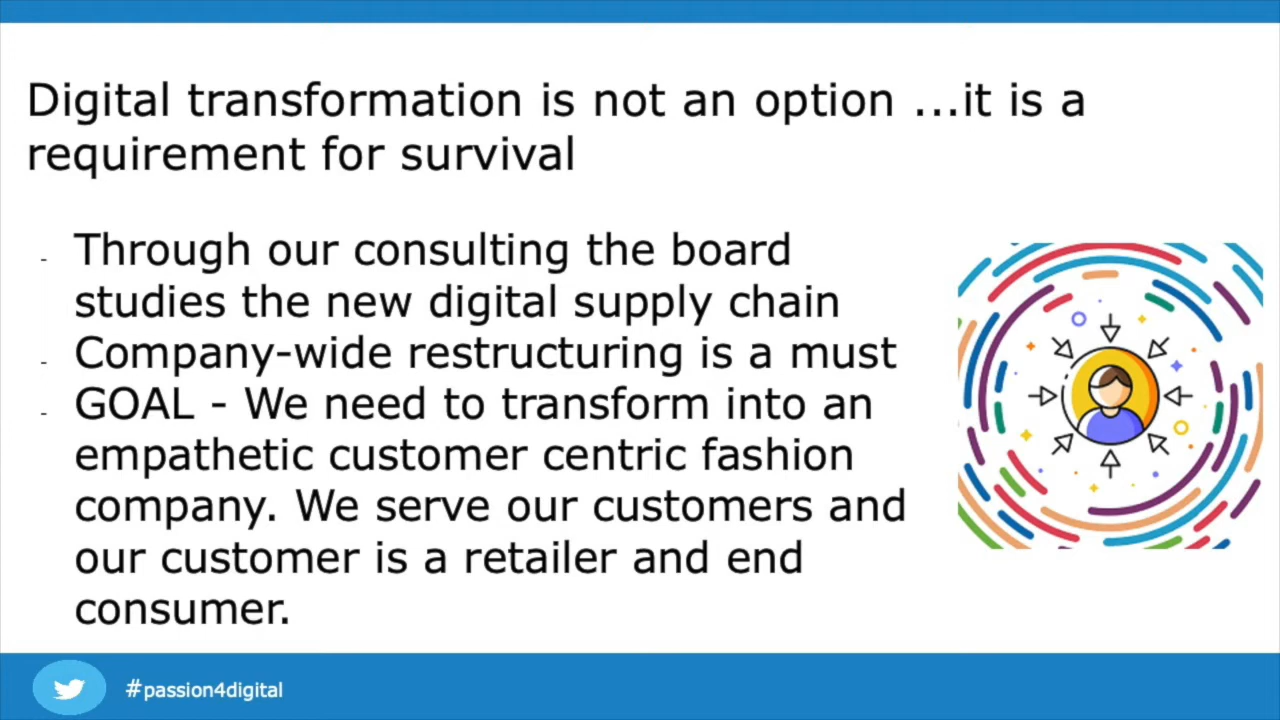 Digital transformation is not an option ...it is a
requirement for survival
- Through our consulting the board
studies the new digital supply chain
- Company-wide restructuring is a must
- GOAL - We need to transform into an
empathetic customer centric fashion
company. We serve our customers and
our customer is a retailer and end
consumer.
#passion4digital